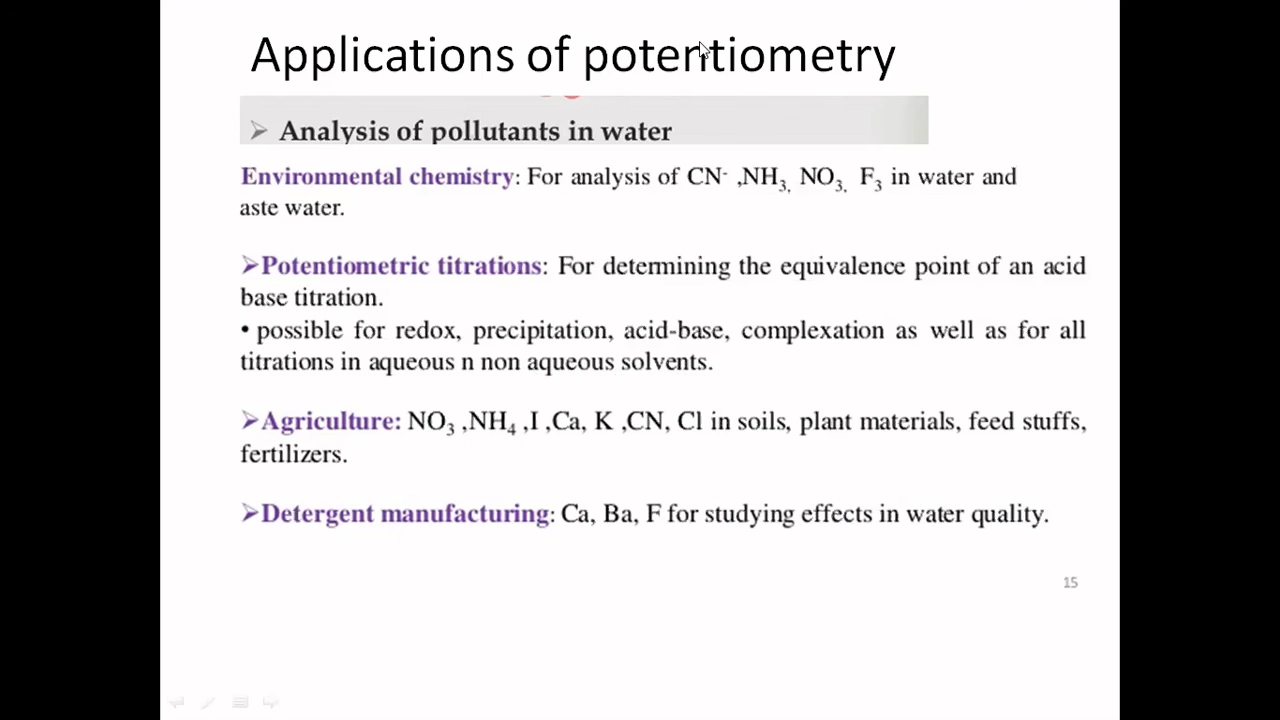 Applications of potentiometry
➢ Analysis of pollutants in water
Environmental chemistry: For analysis of CN⁻ ,NH₃, NO₃, F₃ in water and
aste water.
➢Potentiometric titrations: For determining the equivalence point of an acid
base titration.
• possible for redox, precipitation, acid-base, complexation as well as for all
titrations in aqueous n non aqueous solvents.
➢Agriculture: NO₃ ,NH₄ ,I ,Ca, K ,CN, Cl in soils, plant materials, feed stuffs,
fertilizers.
➢Detergent manufacturing: Ca, Ba, F for studying effects in water quality.
15